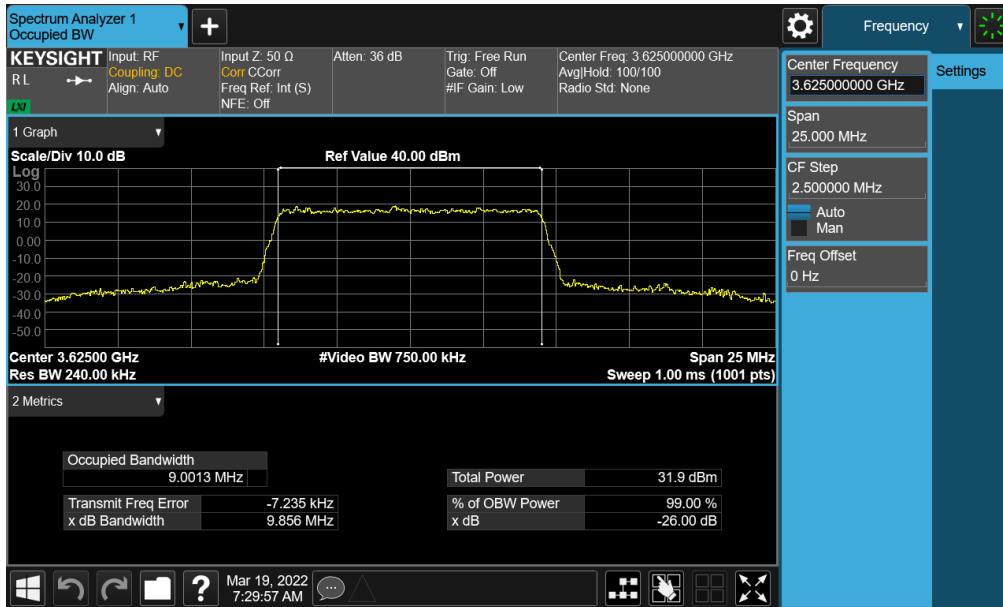 Spectrum Analyzer 1
Occupied BW
Frequency
KEYSIGHT
R L
LXI
Input: RF
Coupling: DC
Align: Auto
Input Z: 50 Ω
Corr CCorr
Freq Ref: Int (S)
NFE: Off
Atten: 36 dB
Trig: Free Run
Gate: Off
#IF Gain: Low
Center Freq: 3.625000000 GHz
Avg|Hold: 100/100
Radio Std: None
Center Frequency
3.625000000 GHz
Settings
Span
25.000 MHz
CF Step
2.500000 MHz
Auto
Man
Freq Offset
0 Hz
1 Graph
Scale/Div 10.0 dB
Ref Value 40.00 dBm
Log
30.0
20.0
10.0
0.00
-10.0
-20.0
-30.0
-40.0
-50.0
Center 3.62500 GHz
#Video BW 750.00 kHz
Span 25 MHz
Res BW 240.00 kHz
Sweep 1.00 ms (1001 pts)
2 Metrics
Occupied Bandwidth
9.0013 MHz
Total Power 31.9 dBm
Transmit Freq Error -7.235 kHz
% of OBW Power 99.00 %
x dB Bandwidth 9.856 MHz
x dB -26.00 dB
?
Mar 19, 2022
7:29:57 AM